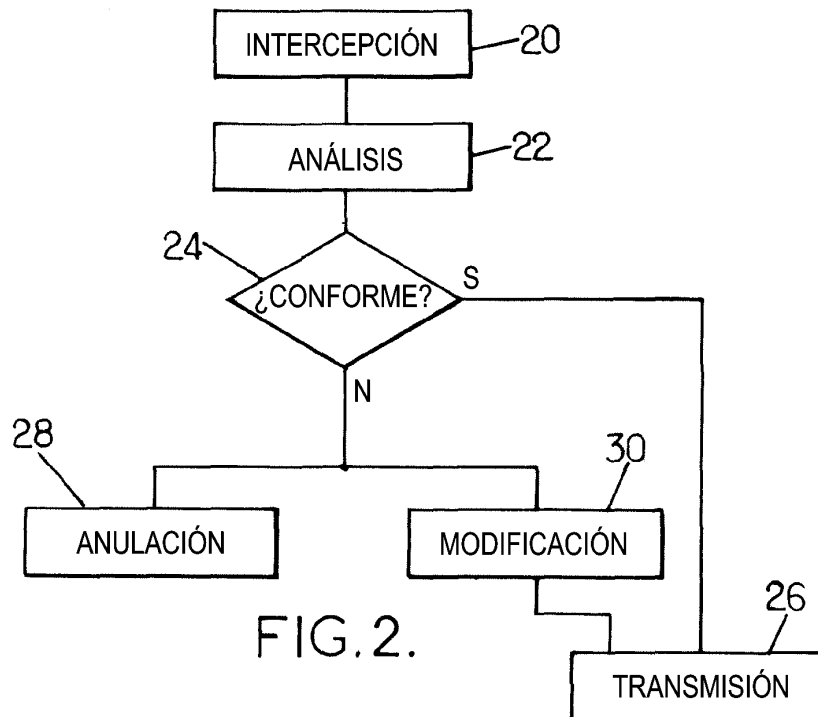 INTERCEPCIÓN
20
ANÁLISIS
22
24
¿CONFORME?
S
N
28
30
ANULACIÓN
MODIFICACIÓN
FIG.2.
26
TRANSMISIÓN